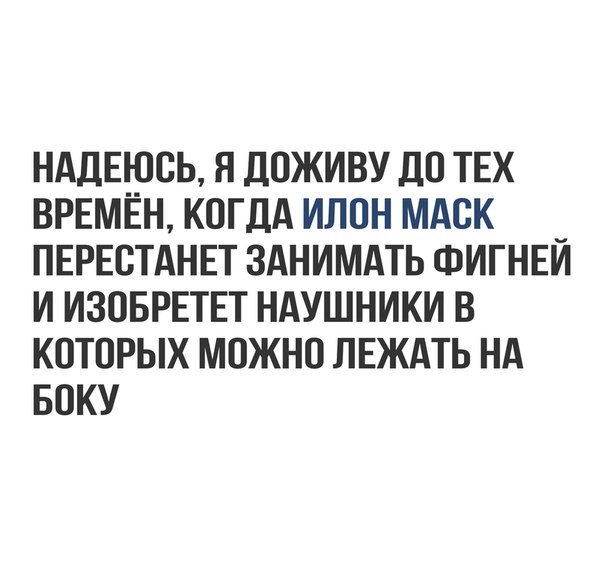 НАДЕЮСЬ, Я ДОЖИВУ ДО ТЕХ
ВРЕМЁН, КОГДА ИЛОН МАСК
ПЕРЕСТАНЕТ ЗАНИМАТЬ ФИГНЕЙ
И ИЗОБРЕТЕТ НАУШНИКИ В
КОТОРЫХ МОЖНО ЛЕЖАТЬ НА
БОКУ